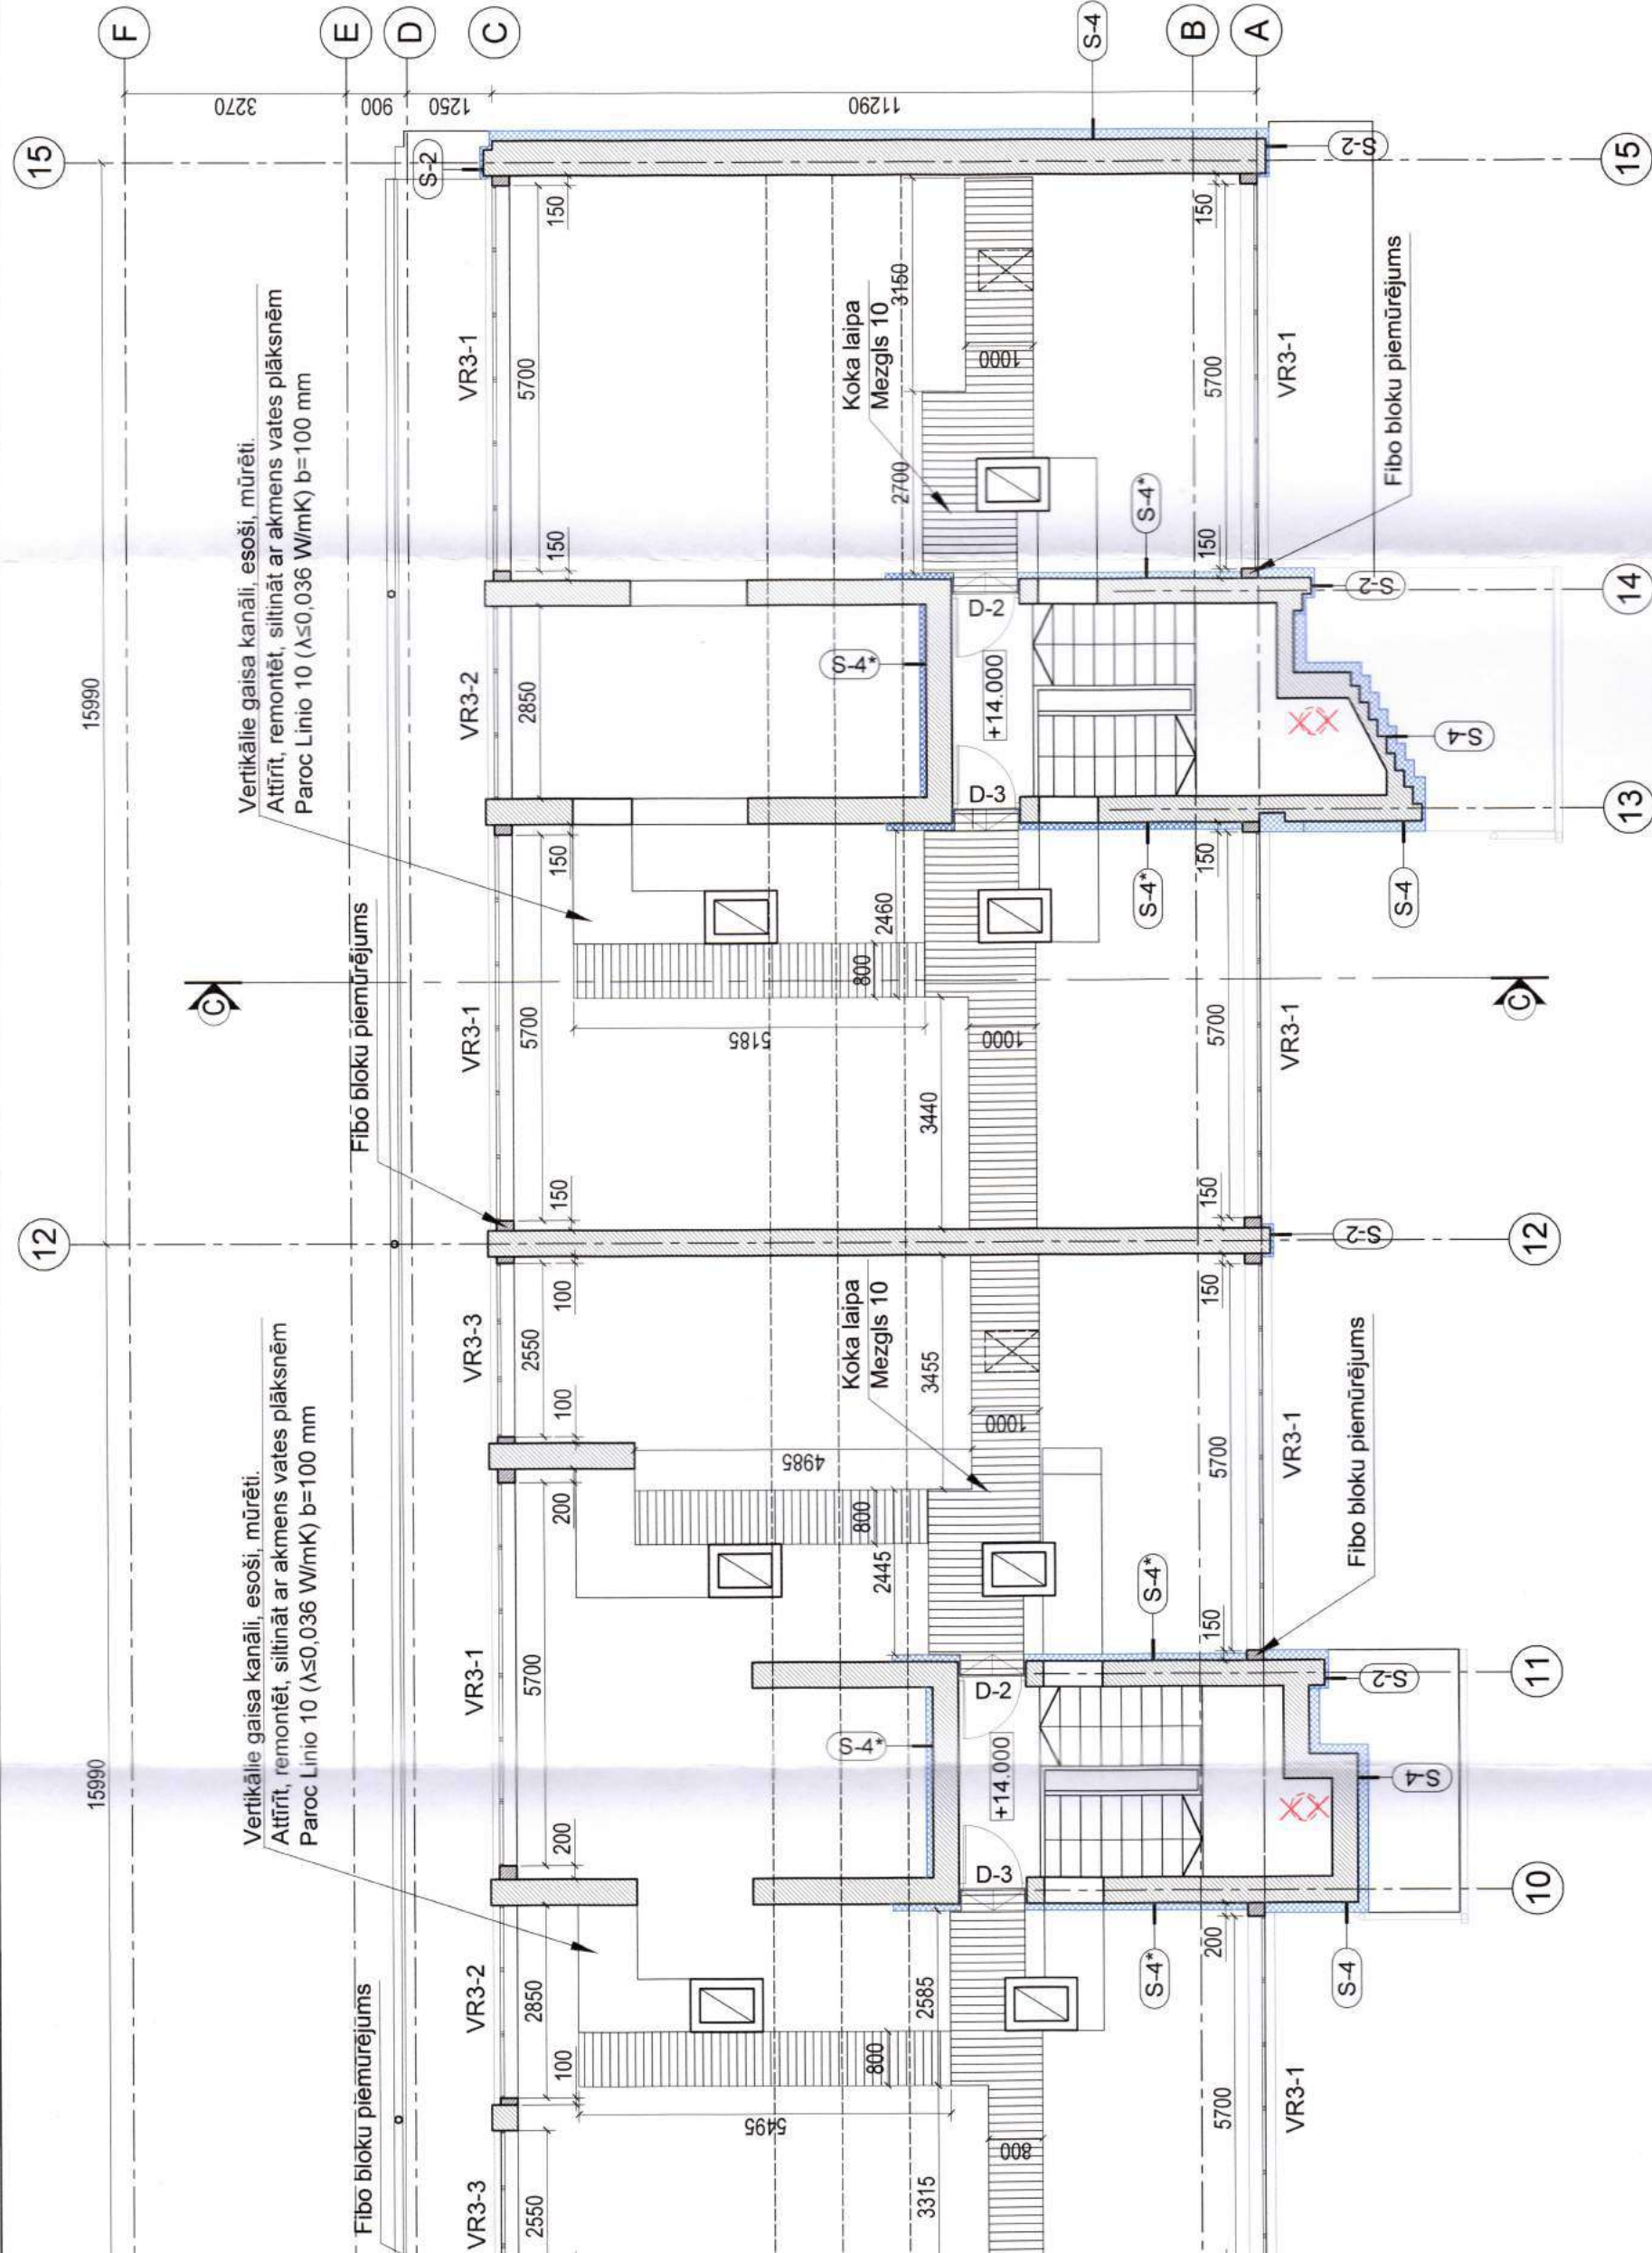 F
E
D
C
B
A
3270
900
1250
11290
S-4
15
15
S-2
S-2
15990
150
150
VR3-1
5700
3150
1000
Koka laipa
Mezgls 10
5700
VR3-1
Fibo bloku piemūrējums
2700
S-4*
150
150
Vertikālie gaisa kanāli, esoši, mūrēti.
Attīrīt, remontēt, siltināt ar akmens vates plāksnēm
Paroc Linio 10 (λ≤0,036 W/mK) b=100 mm
D-2
S-2
14
VR3-2
2850
S-4*
+14.000
S-4
D-3
13
150
150
2460
S-4*
S-4
Fibo bloku piemūrējums
800
C
C
VR3-1
5700
5185
1000
5700
VR3-1
3440
150
150
12
S-2
12
100
150
VR3-3
2550
3455
Koka laipa
Mezgls 10
100
1000
5700
VR3-1
4985
Fibo bloku piemūrējums
200
800
2445
S-4*
150
15990
Vertikālie gaisa kanāli, esoši, mūrēti.
Attīrīt, remontēt, siltināt ar akmens vates plāksnēm
Paroc Linio 10 (λ≤0,036 W/mK) b=100 mm
VR3-1
5700
D-2
S-2
11
S-4*
+14.000
S-4
200
D-3
10
200
S-4*
S-4
VR3-2
2850
2585
Fibo bloku piemūrējums
100
800
5495
800
5700
VR3-1
VR3-3
2550
3315